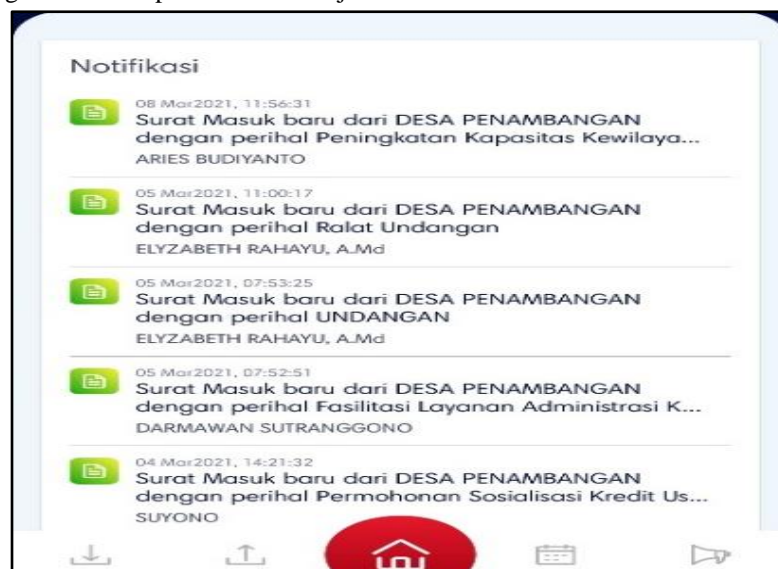 Notifikasi
08 Mar2021, 11:56:31
Surat Masuk baru dari DESA PENAMBANGAN
dengan perihal Peningkatan Kapasitas Kewilaya...
ARIES BUDIYANTO
05 Mar2021, 11:00:17
Surat Masuk baru dari DESA PENAMBANGAN
dengan perihal Ralat Undangan
ELYZABETH RAHAYU, A.Md
05 Mar2021, 07:53:25
Surat Masuk baru dari DESA PENAMBANGAN
dengan perihal UNDANGAN
ELYZABETH RAHAYU, A.Md
05 Mar2021, 07:52:51
Surat Masuk baru dari DESA PENAMBANGAN
dengan perihal Fasilitasi Layanan Administrasi K...
DARMAWAN SUTRANGGONO
04 Mar2021, 14:21:32
Surat Masuk baru dari DESA PENAMBANGAN
dengan perihal Permohonan Sosialisasi Kredit Us...
SUYONO